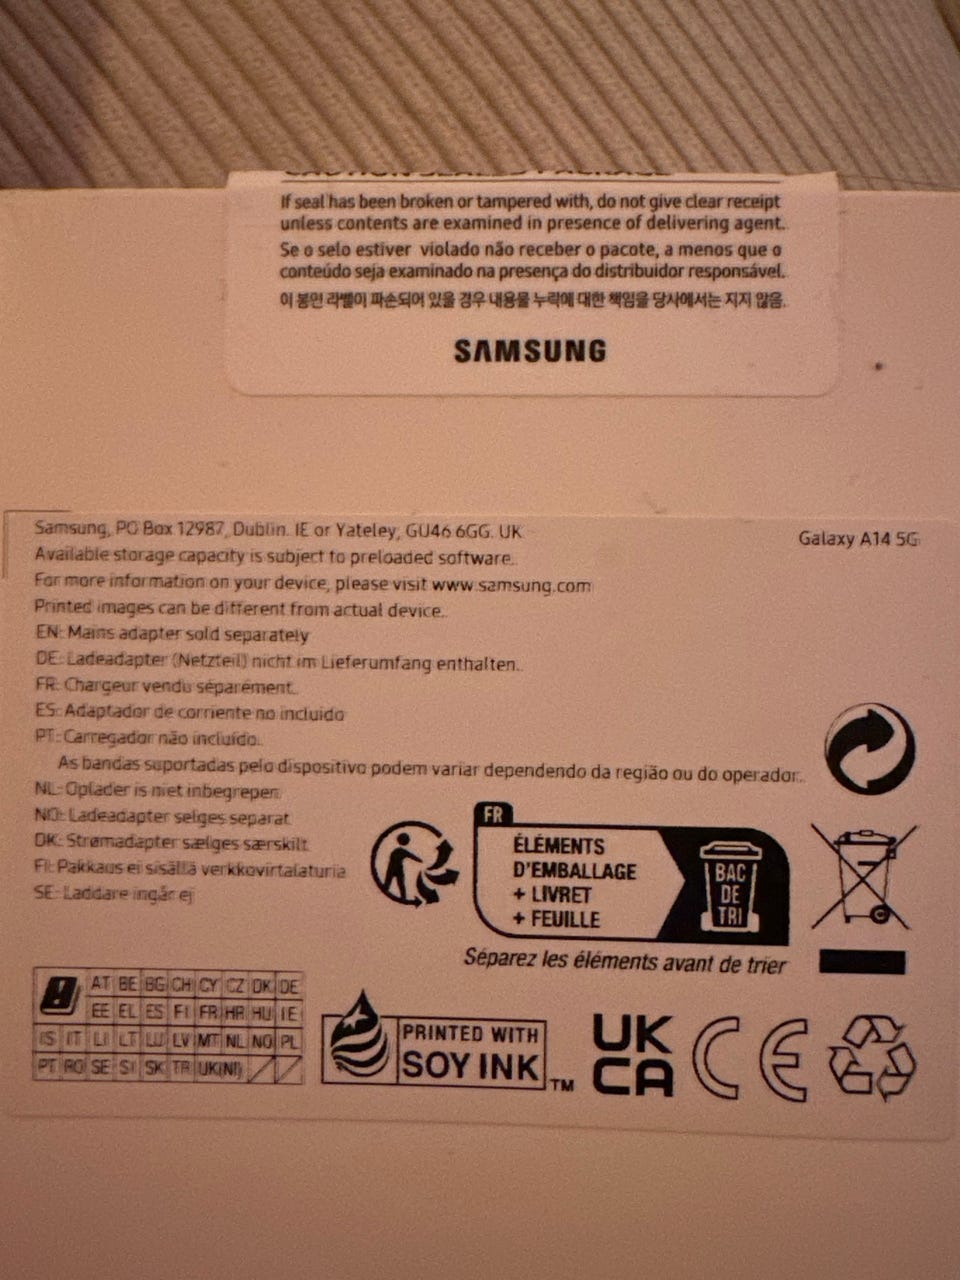 If seal has been broken or tampered with, do not give clear receipt
unless contents are examined in presence of delivering agent.
Se o selo estiver violado não receber o pacote, a menos que o
conteúdo seja examinado na presença do distribuidor responsável.
이 봉인 라벨이 파손되어 있을 경우 내용물 누락에 대한 책임을 당사에서는 지지 않음.
SAMSUNG
Samsung, PO Box 12987, Dublin. IE or Yateley, GU46 6GG. UK
Galaxy A14 5G
Available storage capacity is subject to preloaded software.
For more information on your device, please visit www.samsung.com
Printed images can be different from actual device.
EN: Mains adapter sold separately
DE: Ladeadapter (Netzteil) nicht im Lieferumfang enthalten.
FR: Chargeur vendu séparément.
ES: Adaptador de corriente no incluido
PT: Carregador não incluído.
As bandas suportadas pelo dispositivo podem variar dependendo da região ou do operador.
NL: Oplader is niet inbegrepen
NO: Ladeadapter selges separat
DK: Strømadapter sælges særskilt
FI: Pakkaus ei sisällä verkkovirtalaturia
SE: Laddare ingår ej
FR
ÉLÉMENTS
D'EMBALLAGE
+ LIVRET
+ FEUILLE
BAC
DE
TRI
Séparez les éléments avant de trier
AT BE BG CH CY CZ DK DE
EE EL ES FI FR HR HU IE
IS IT LI LT LU LV MT NL NO PL
PT RO SE SI SK TR UK(NI)
PRINTED WITH
SOY INK™
UK
CA
CE